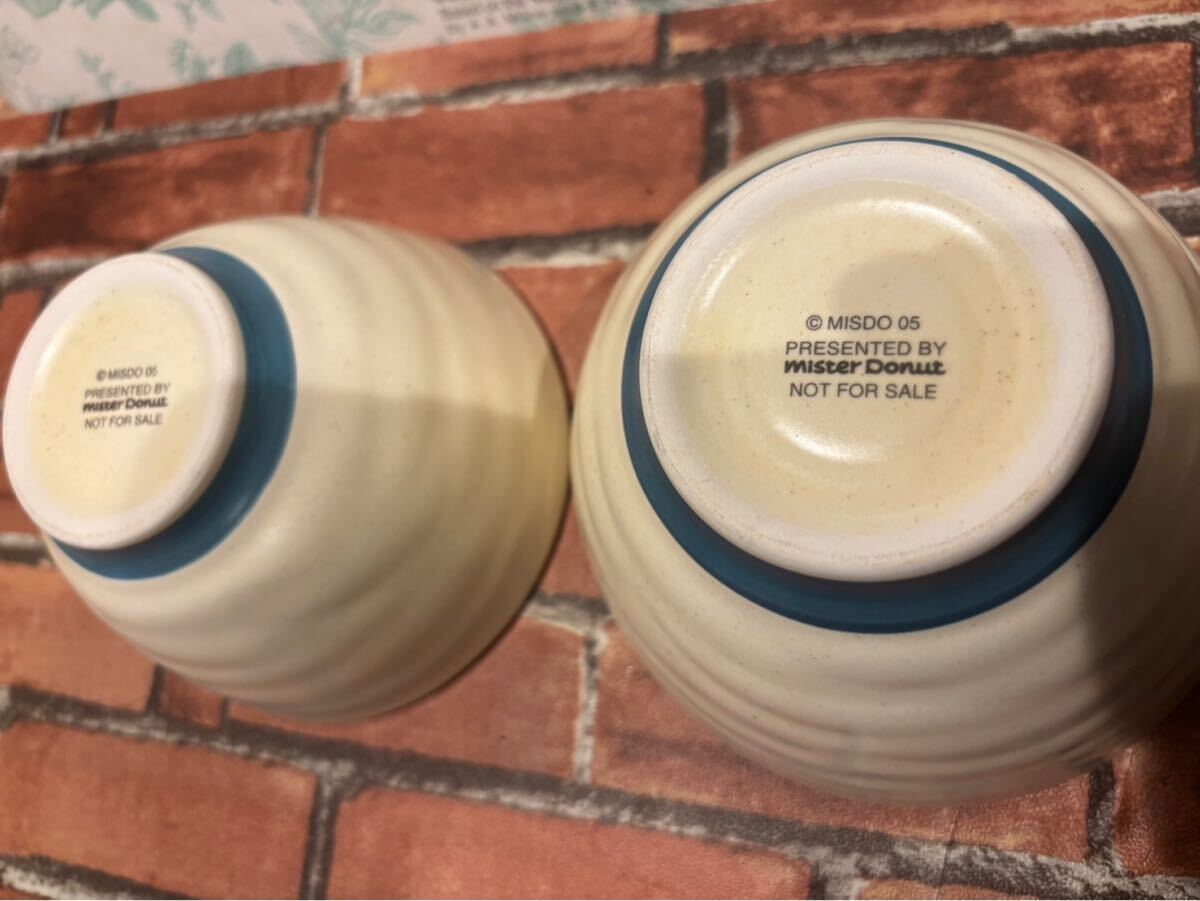 © MISDO 05
PRESENTED BY
mister Donut
NOT FOR SALE
© MISDO 05
PRESENTED BY
mister Donut
NOT FOR SALE